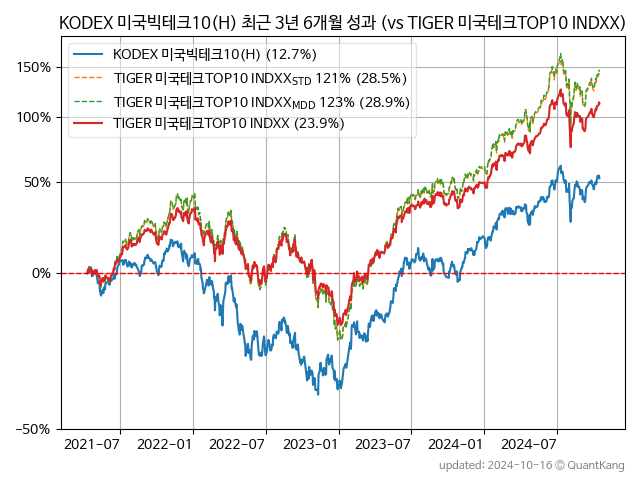 KODEX 미국빅테크10(H) 최근 3년 6개월 성과 (vs TIGER 미국테크TOP10 INDXX)
KODEX 미국빅테크10(H) (12.7%)
TIGER 미국테크TOP10 INDXXSTD 121% (28.5%)
TIGER 미국테크TOP10 INDXXMDD 123% (28.9%)
TIGER 미국테크TOP10 INDXX (23.9%)
150%
100%
50%
0%
−50%
2021-07 2022-01 2022-07 2023-01 2023-07 2024-01 2024-07
updated: 2024-10-16 © QuantKang